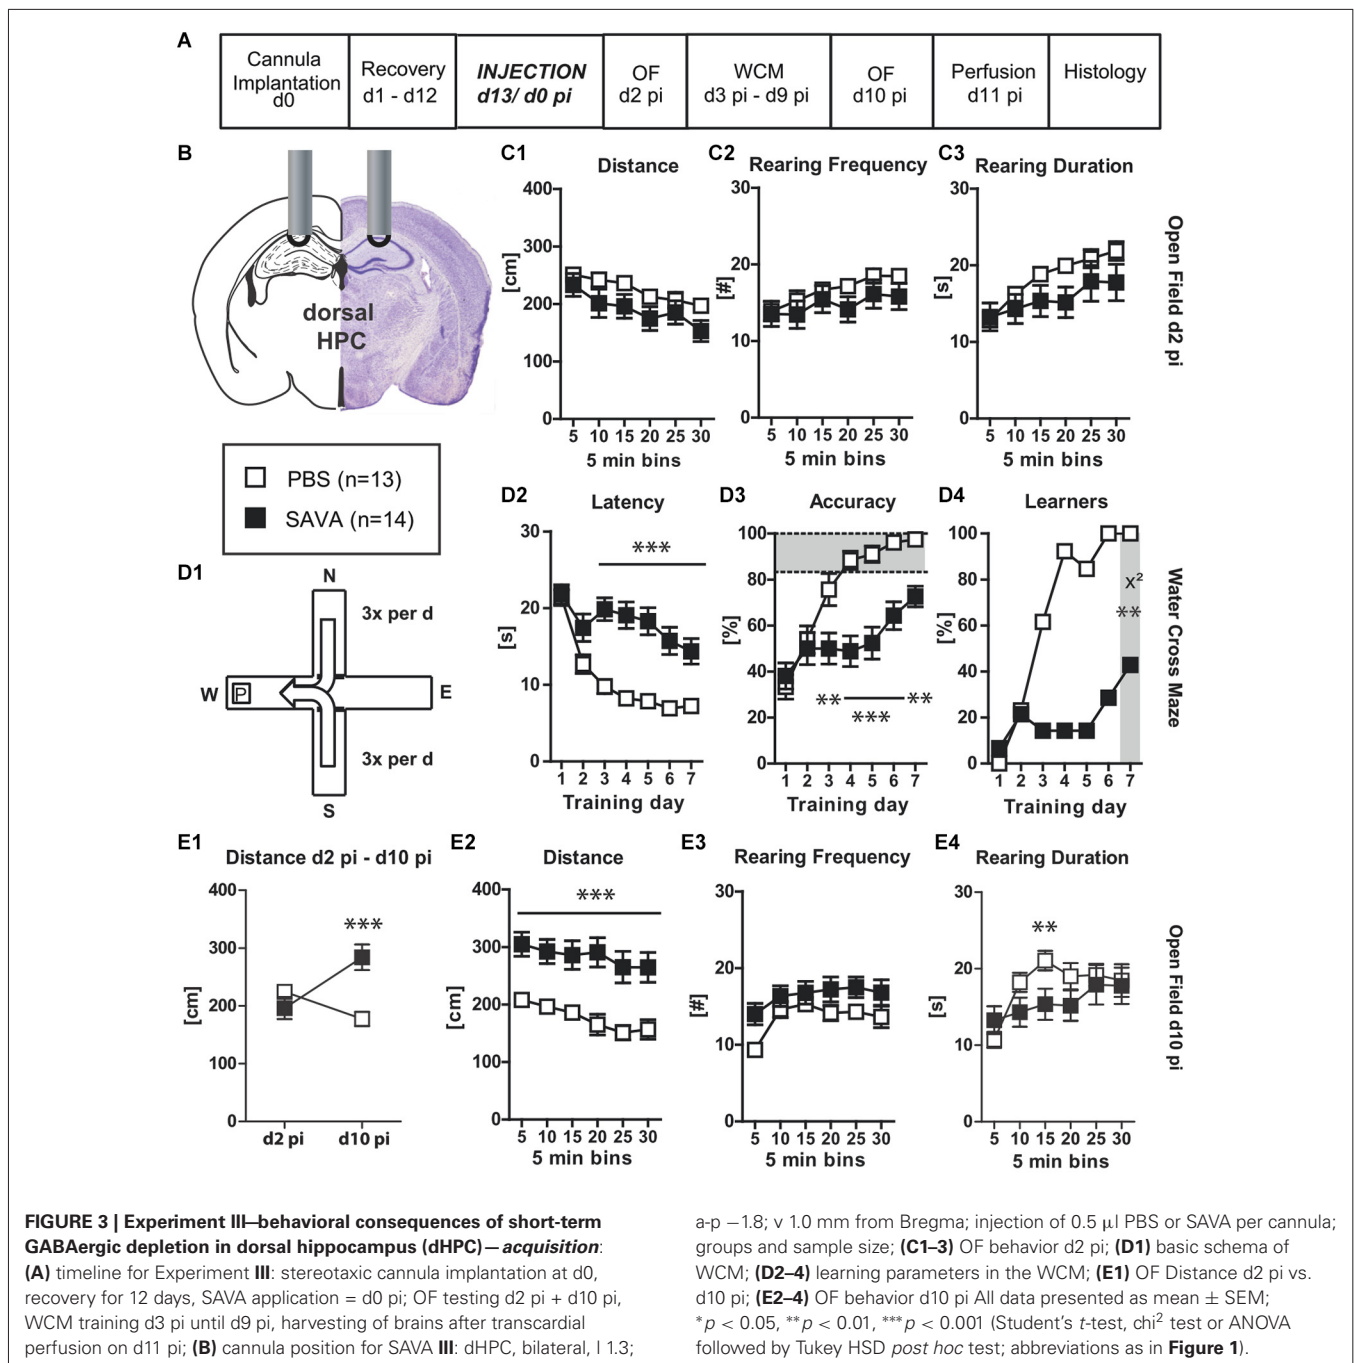 A
Cannula
Implantation
d0
Recovery
d1 - d12
INJECTION
d13/ d0 pi
OF
d2 pi
WCM
d3 pi - d9 pi
OF
d10 pi
Perfusion
d11 pi
Histology
B
dorsal
HPC
C1
Distance
400
300
200
100
0
[cm]
5 10 15 20 25 30
5 min bins
C2
Rearing Frequency
30
20
10
0
[#]
5 10 15 20 25 30
5 min bins
C3
Rearing Duration
30
20
10
0
[s]
5 10 15 20 25 30
5 min bins
Open Field d2 pi
PBS (n=13)
SAVA (n=14)
D1
N
3x per d
W
P
E
3x per d
S
D2
Latency
30
20
10
0
[s]
***
1 2 3 4 5 6 7
Training day
D3
Accuracy
100
80
60
40
20
0
[%]
**
***
**
1 2 3 4 5 6 7
Training day
D4
Learners
100
80
60
40
20
0
[%]
x²
**
1 2 3 4 5 6 7
Training day
Water Cross Maze
E1
Distance d2 pi - d10 pi
400
300
200
100
0
[cm]
***
d2 pi d10 pi
E2
Distance
400
300
200
100
0
[cm]
***
5 10 15 20 25 30
5 min bins
E3
Rearing Frequency
30
20
10
0
[#]
5 10 15 20 25 30
5 min bins
E4
Rearing Duration
30
20
10
0
[s]
**
5 10 15 20 25 30
5 min bins
Open Field d10 pi
FIGURE 3 | Experiment III—behavioral consequences of short-term
GABAergic depletion in dorsal hippocampus (dHPC)—acquisition:
(A) timeline for Experiment III: stereotaxic cannula implantation at d0,
recovery for 12 days, SAVA application = d0 pi; OF testing d2 pi + d10 pi,
WCM training d3 pi until d9 pi, harvesting of brains after transcardial
perfusion on d11 pi; (B) cannula position for SAVA III: dHPC, bilateral, l 1.3;
a-p −1.8; v 1.0 mm from Bregma; injection of 0.5 μl PBS or SAVA per cannula;
groups and sample size; (C1–3) OF behavior d2 pi; (D1) basic schema of
WCM; (D2–4) learning parameters in the WCM; (E1) OF Distance d2 pi vs.
d10 pi; (E2–4) OF behavior d10 pi All data presented as mean ± SEM;
*p < 0.05, **p < 0.01, ***p < 0.001 (Student's t-test, chi² test or ANOVA
followed by Tukey HSD post hoc test; abbreviations as in Figure 1).